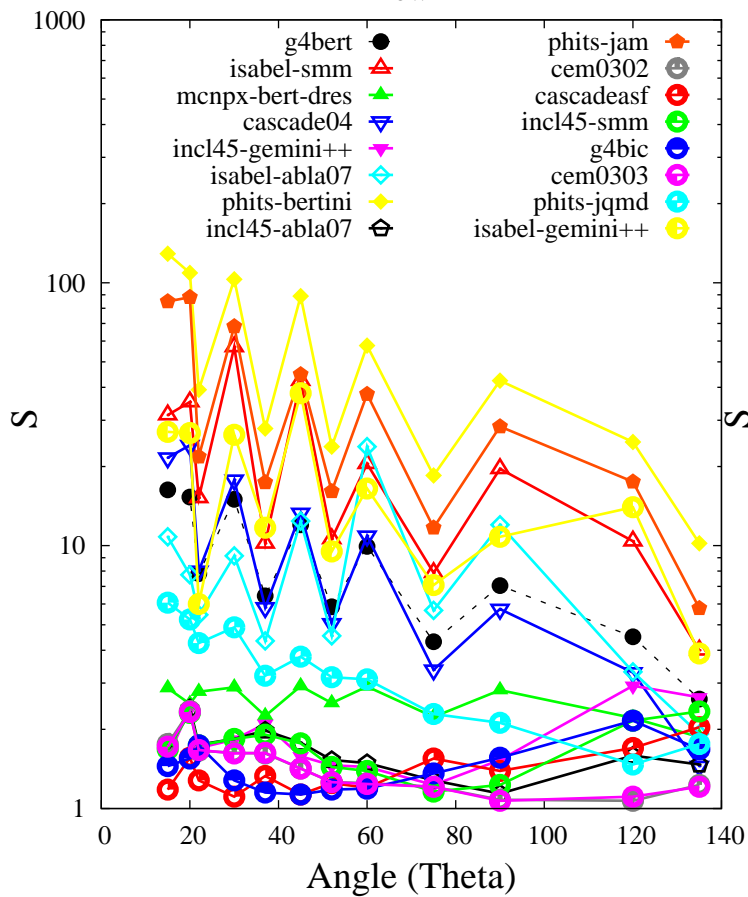 1000
100
10
1
S
S
g4bert
isabel-smm
mcnpx-bert-dres
cascade04
incl45-gemini++
isabel-abla07
phits-bertini
incl45-abla07
phits-jam
cem0302
cascadeasf
incl45-smm
g4bic
cem0303
phits-jqmd
isabel-gemini++
0 20 40 60 80 100 120 140
Angle (Theta)